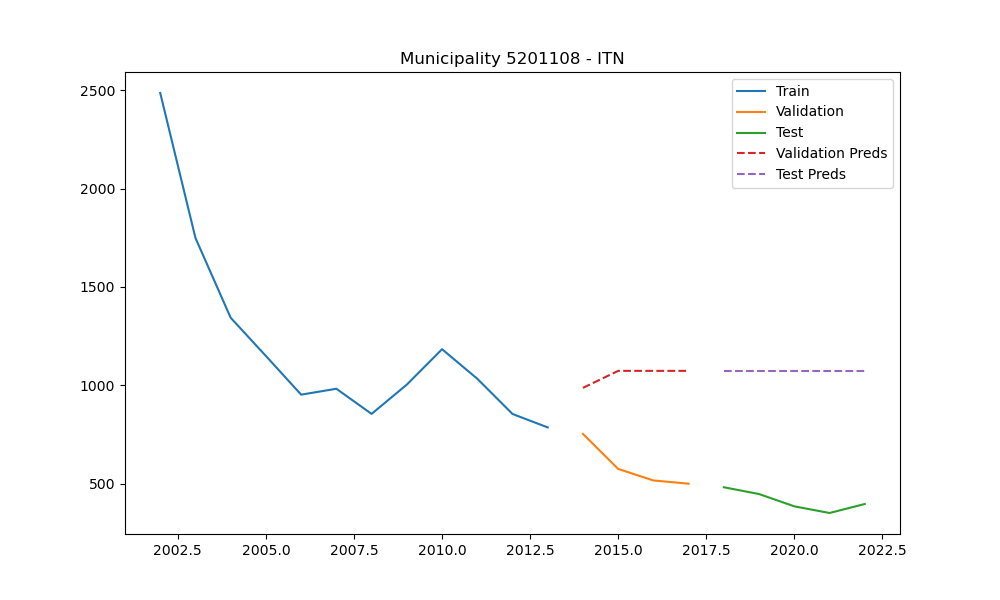 Municipality 5201108 - ITN
Train
Validation
Test
Validation Preds
Test Preds
2500
2000
1500
1000
500
2002.5 2005.0 2007.5 2010.0 2012.5 2015.0 2017.5 2020.0 2022.5